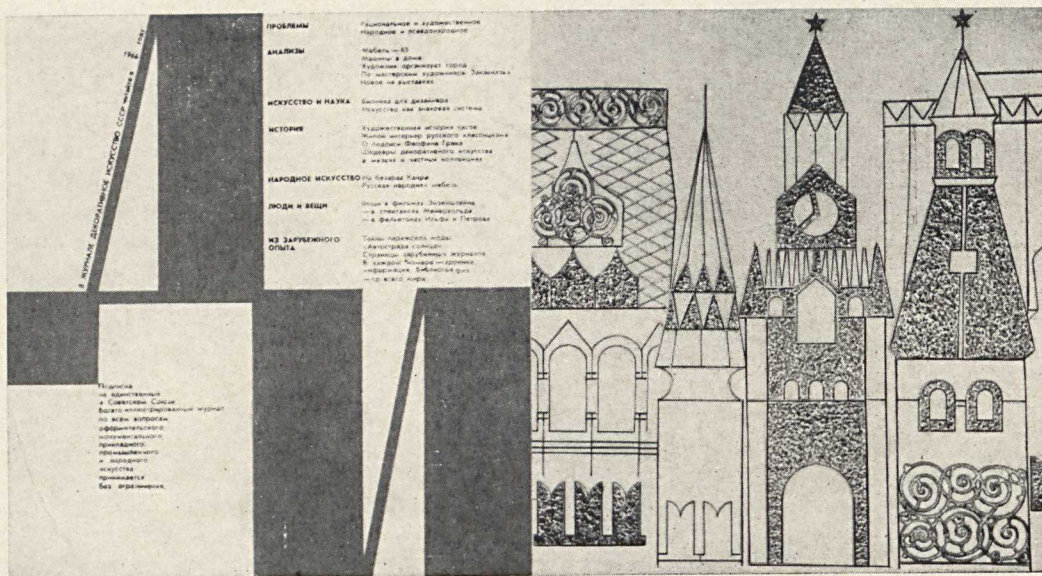 В ЖУРНАЛЕ ДЕКОРАТИВНОЕ ИСКУССТВО СССР читайте в 1966 году
ПРОБЛЕМЫ
Рациональное и художественное
Народное и псевдонародное
АНАЛИЗЫ
Мебель — 65
Машины в доме
Художник организует город
По мастерским художников
Новое на выставках
ИСКУССТВО И НАУКА
Бионика для дизайнера
Искусство как знаковая система
ИСТОРИЯ
Художественная история часов
Жилой интерьер русского классицизма
О подписи Феофана Грека
Шедевры декоративного искусства
в музеях и частных коллекциях
НАРОДНОЕ ИСКУССТВО
На базарах Каира
Русская народная мебель
ЛЮДИ И ВЕЩИ
Вещи в фильмах Эйзенштейна
— в спектаклях Мейерхольда
— в фельетонах Ильфа и Петрова
ИЗ ЗАРУБЕЖНОГО ОПЫТА
Тайны парижской моды
«Автострада солнца»
Страницы зарубежных журналов
В каждом номере — хроника,
информация, библиография
— со всего мира.
Подписка
на единственный
в Советском Союзе
богато иллюстрированный журнал
по всем вопросам
оформительского,
монументального,
прикладного,
промышленного
и народного
искусства
принимается
без ограничения.